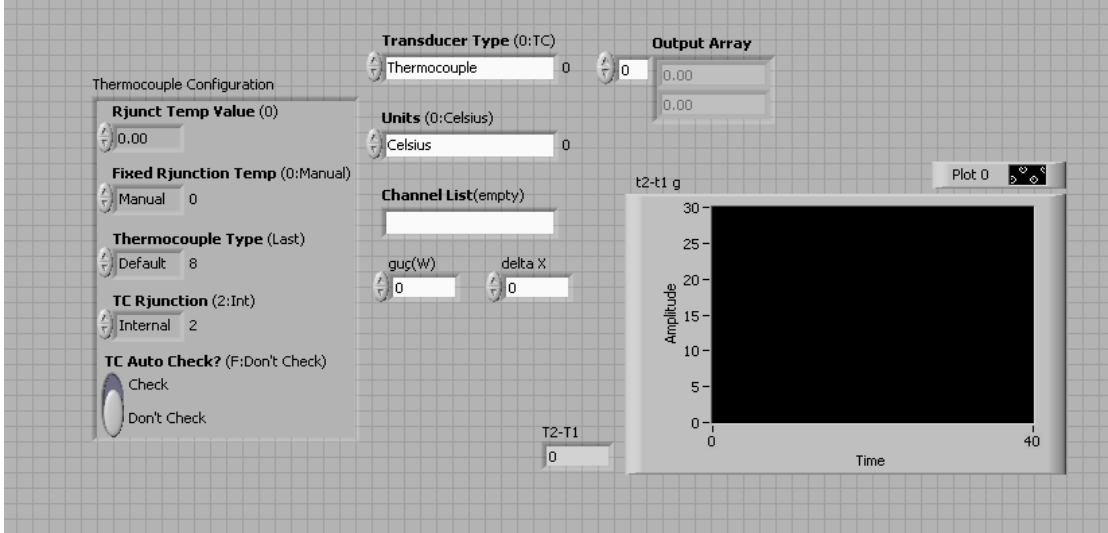 Thermocouple Configuration
Rjunct Temp Value (0)
0.00
Fixed Rjunction Temp (0:Manual)
Manual 0
Thermocouple Type (Last)
Default 8
TC Rjunction (2:Int)
Internal 2
TC Auto Check? (F:Don't Check)
Check
Don't Check
Transducer Type (0:TC)
Thermocouple 0
Units (0:Celsius)
Celsius 0
Channel List(empty)
guç(W)
0
delta X
0
Output Array
0
0.00
0.00
T2-T1
0
t2-t1 g
Plot 0
30
25
20
15
10
5
0
Amplitude
0
40
Time